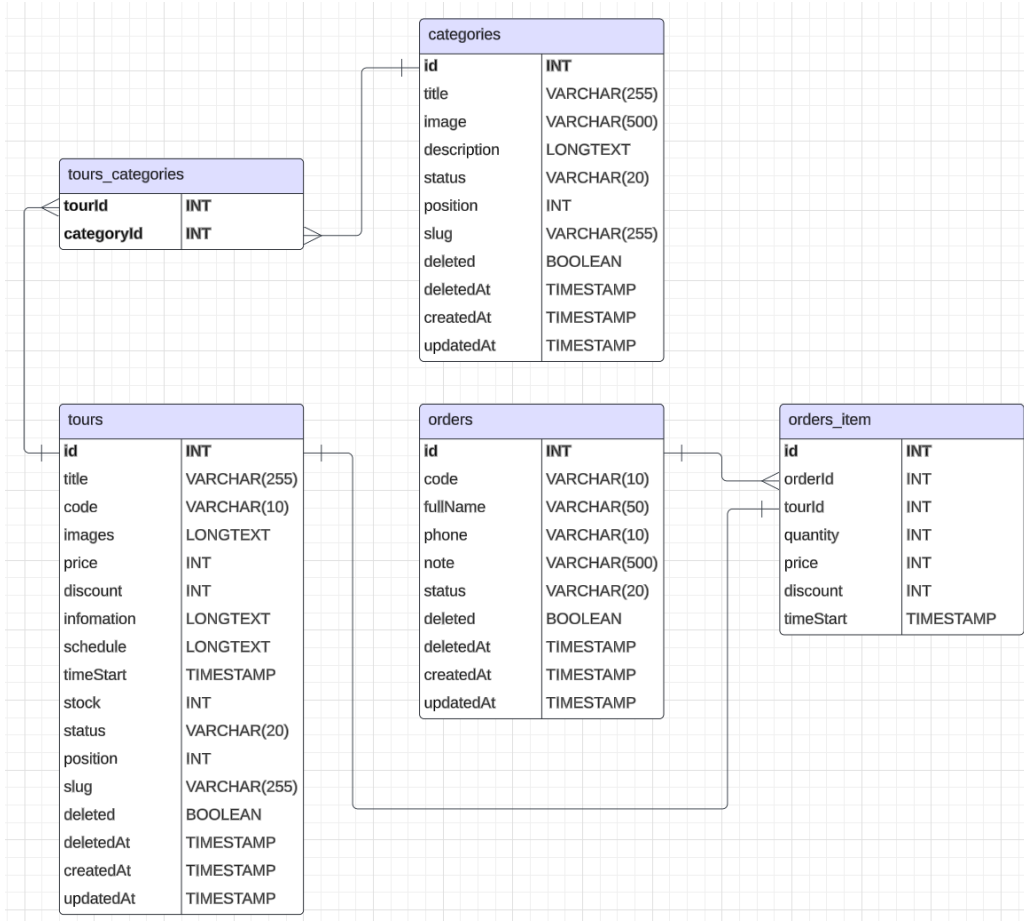 categories
id INT
title VARCHAR(255)
image VARCHAR(500)
description LONGTEXT
status VARCHAR(20)
position INT
slug VARCHAR(255)
deleted BOOLEAN
deletedAt TIMESTAMP
createdAt TIMESTAMP
updatedAt TIMESTAMP
tours_categories
tourId INT
categoryId INT
tours
id INT
title VARCHAR(255)
code VARCHAR(10)
images LONGTEXT
price INT
discount INT
infomation LONGTEXT
schedule LONGTEXT
timeStart TIMESTAMP
stock INT
status VARCHAR(20)
position INT
slug VARCHAR(255)
deleted BOOLEAN
deletedAt TIMESTAMP
createdAt TIMESTAMP
updatedAt TIMESTAMP
orders
id INT
code VARCHAR(10)
fullName VARCHAR(50)
phone VARCHAR(10)
note VARCHAR(500)
status VARCHAR(20)
deleted BOOLEAN
deletedAt TIMESTAMP
createdAt TIMESTAMP
updatedAt TIMESTAMP
orders_item
id INT
orderId INT
tourId INT
quantity INT
price INT
discount INT
timeStart TIMESTAMP